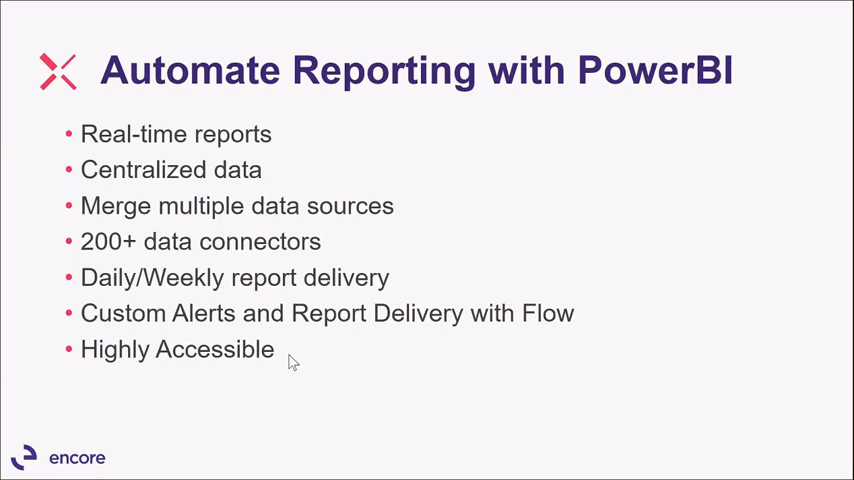 Automate Reporting with PowerBI
• Real-time reports
• Centralized data
• Merge multiple data sources
• 200+ data connectors
• Daily/Weekly report delivery
• Custom Alerts and Report Delivery with Flow
• Highly Accessible
encore